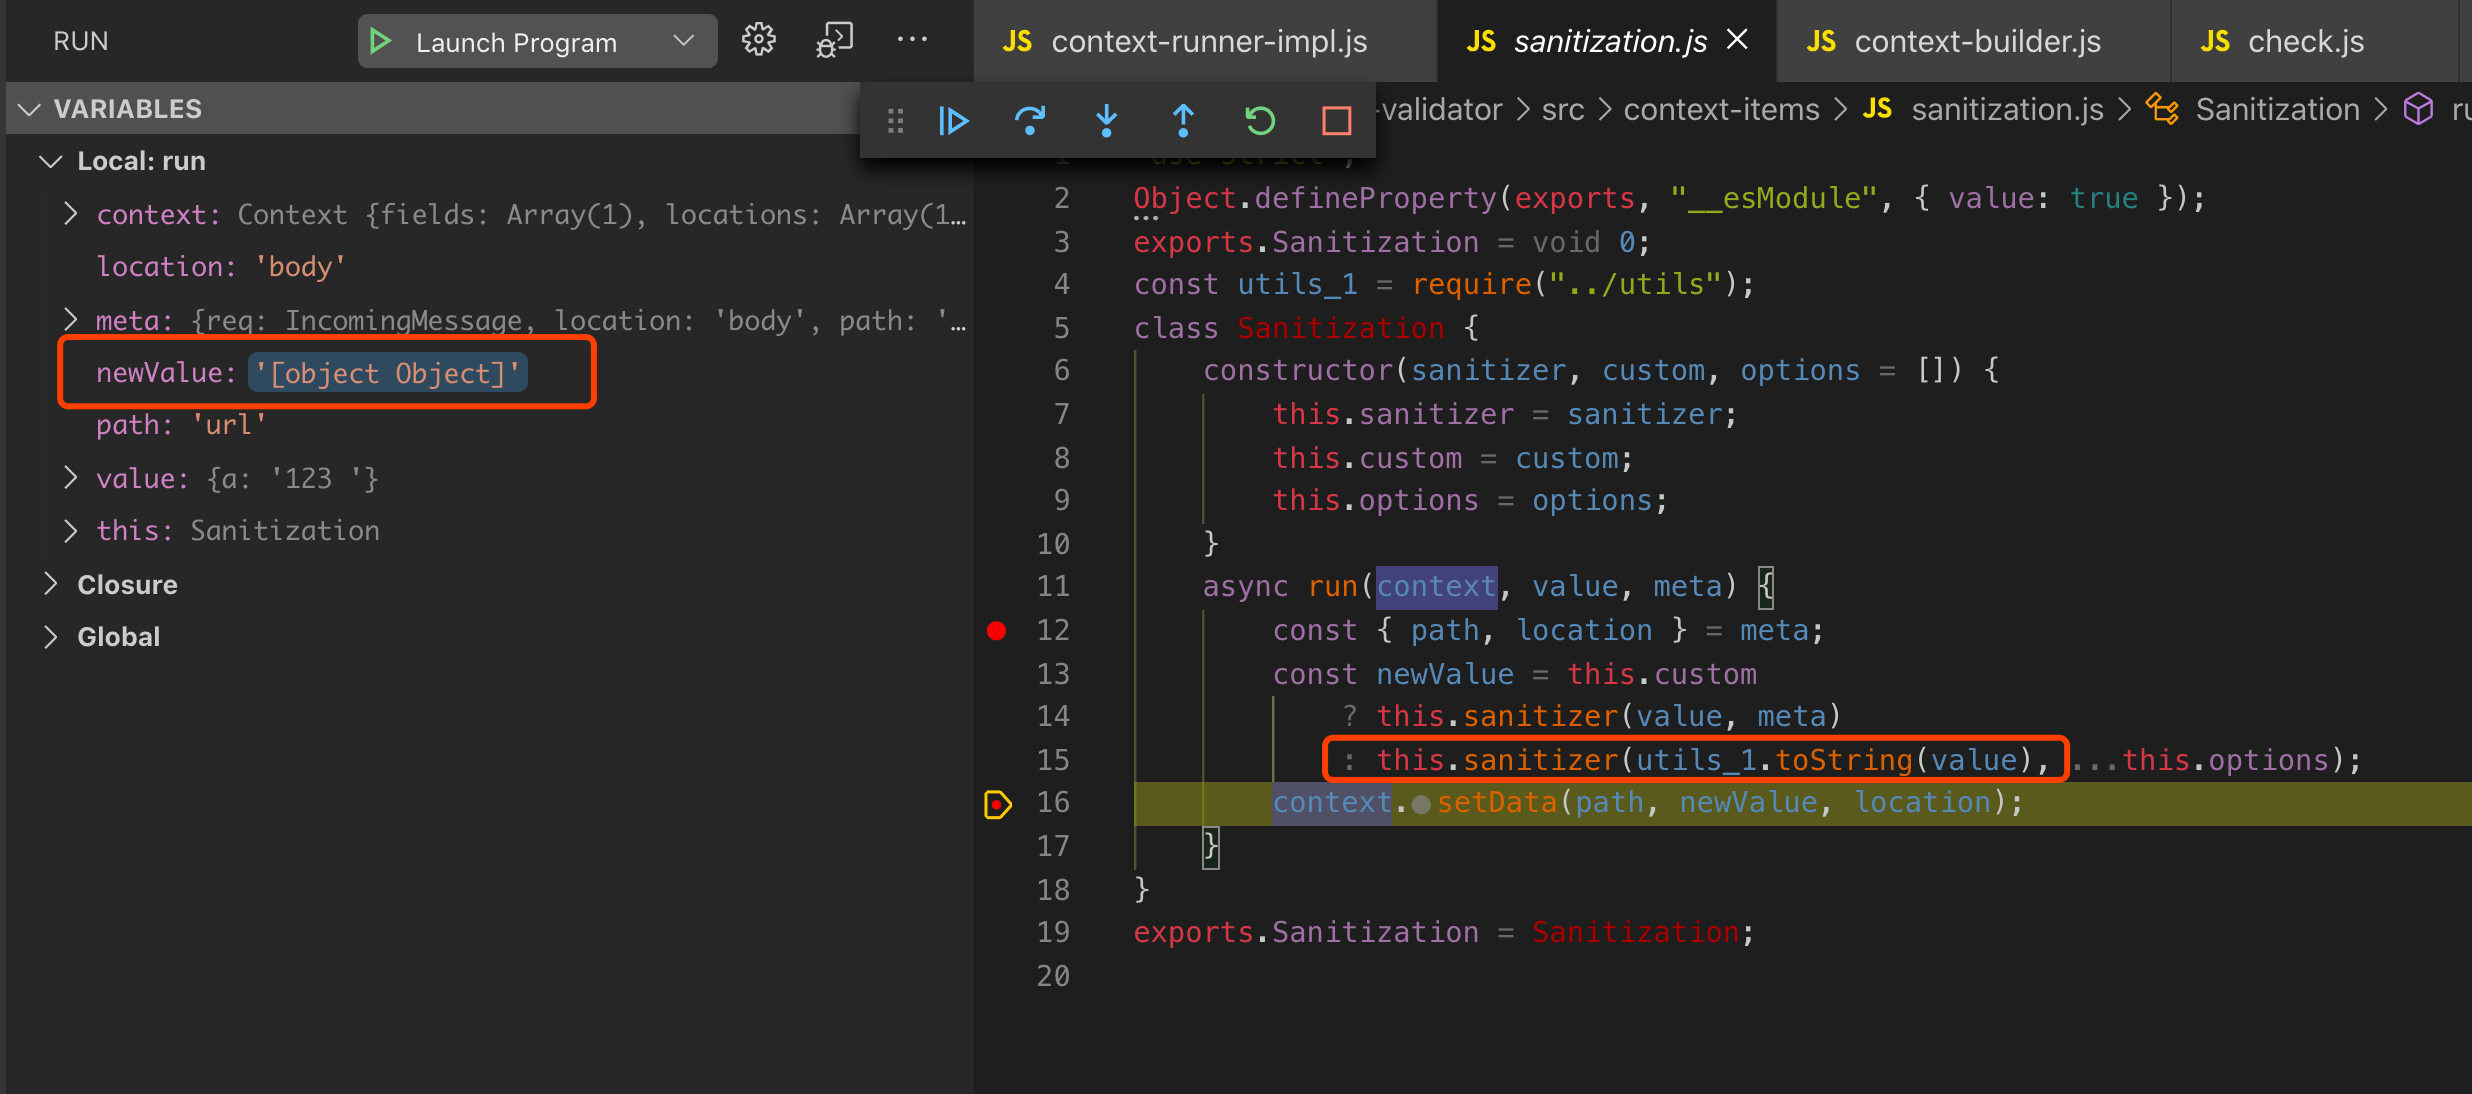 RUN
Launch Program
VARIABLES
Local: run
context: Context {fields: Array(1), locations: Array(1…
location: 'body'
meta: {req: IncomingMessage, location: 'body', path: '…
newValue: '[object Object]'
path: 'url'
value: {a: '123 '}
this: Sanitization
Closure
Global
JS context-runner-impl.js
JS sanitization.js
JS context-builder.js
JS check.js
-validator > src > context-items > JS sanitization.js > Sanitization >
1 'use strict';
2 Object.defineProperty(exports, "__esModule", { value: true });
3 exports.Sanitization = void 0;
4 const utils_1 = require("../utils");
5 class Sanitization {
6 constructor(sanitizer, custom, options = []) {
7 this.sanitizer = sanitizer;
8 this.custom = custom;
9 this.options = options;
10 }
11 async run(context, value, meta) {
12 const { path, location } = meta;
13 const newValue = this.custom
14 ? this.sanitizer(value, meta)
15 : this.sanitizer(utils_1.toString(value), ...this.options);
16 context.setData(path, newValue, location);
17 }
18 }
19 exports.Sanitization = Sanitization;
20